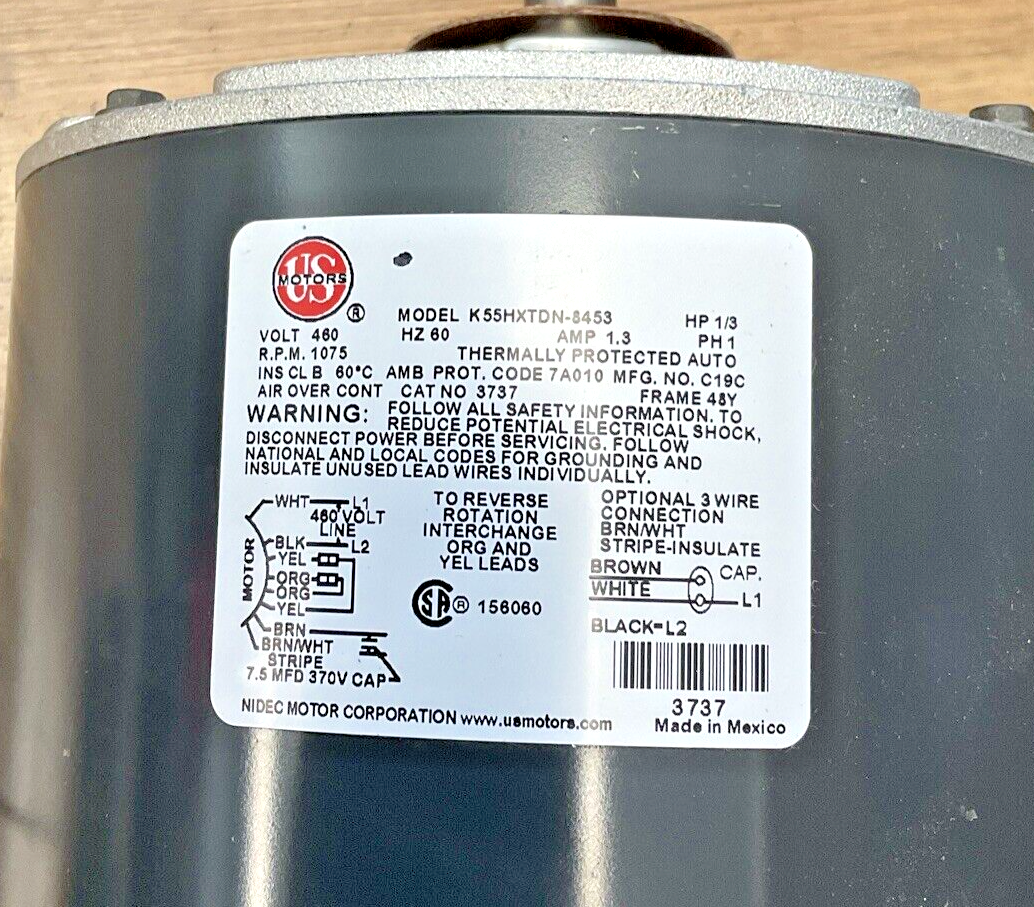 US
MOTORS
®
MODEL K55HXTDN-8453 HP 1/3
VOLT 460 HZ 60 AMP 1.3 PH 1
R.P.M. 1075 THERMALLY PROTECTED AUTO
INS CL B 60°C AMB PROT. CODE 7A010 MFG. NO. C19C
AIR OVER CONT CAT NO 3737 FRAME 48Y
WARNING: FOLLOW ALL SAFETY INFORMATION. TO
REDUCE POTENTIAL ELECTRICAL SHOCK,
DISCONNECT POWER BEFORE SERVICING. FOLLOW
NATIONAL AND LOCAL CODES FOR GROUNDING AND
INSULATE UNUSED LEAD WIRES INDIVIDUALLY.
MOTOR
WHT L1
460 VOLT
LINE
BLK L2
YEL
ORG
ORG
YEL
BRN
BRN/WHT
STRIPE
7.5 MFD 370V CAP
TO REVERSE
ROTATION
INTERCHANGE
ORG AND
YEL LEADS
SA ® 156060
OPTIONAL 3 WIRE
CONNECTION
BRN/WHT
STRIPE-INSULATE
BROWN CAP.
WHITE L1
BLACK=L2
3737
NIDEC MOTOR CORPORATION www.usmotors.com Made in Mexico